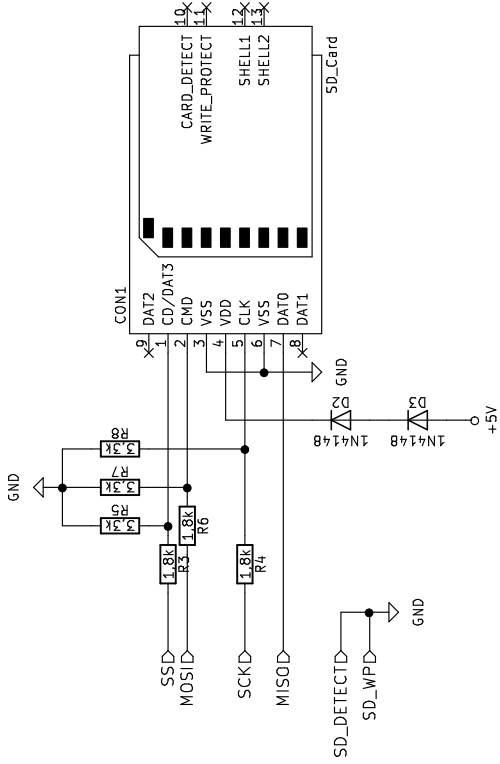 10
11
12
13
CARD_DETECT
WRITE_PROTECT
SHELL1
SHELL2
SD_Card
CON1
DAT2
CD/DAT3
CMD
VSS
VDD
CLK
VSS
DAT0
DAT1
9
1
2
3
4
5
6
7
8
GND
D2
1N4148
D3
1N4148
+5V
GND
R8
3,3k
R7
3,3k
R5
3,3k
1,8k
R3
1,8k
R6
1,8k
R4
SS
MOSI
SCK
MISO
SD_DETECT
SD_WP
GND